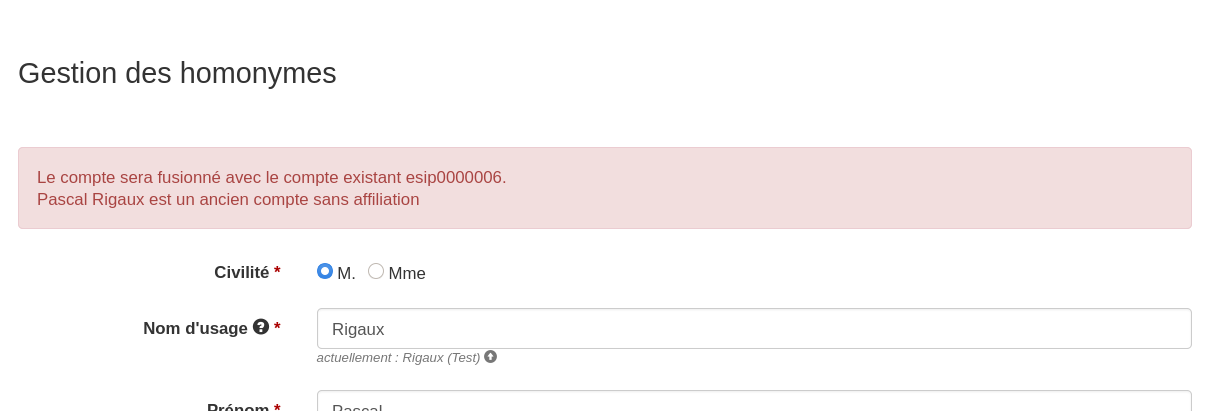 Gestion des homonymes
Le compte sera fusionné avec le compte existant esip0000006.
Pascal Rigaux est un ancien compte sans affiliation
Civilité * M. Mme
Nom d'usage ? * Rigaux
actuellement : Rigaux (Test)
Prénom * Pascal